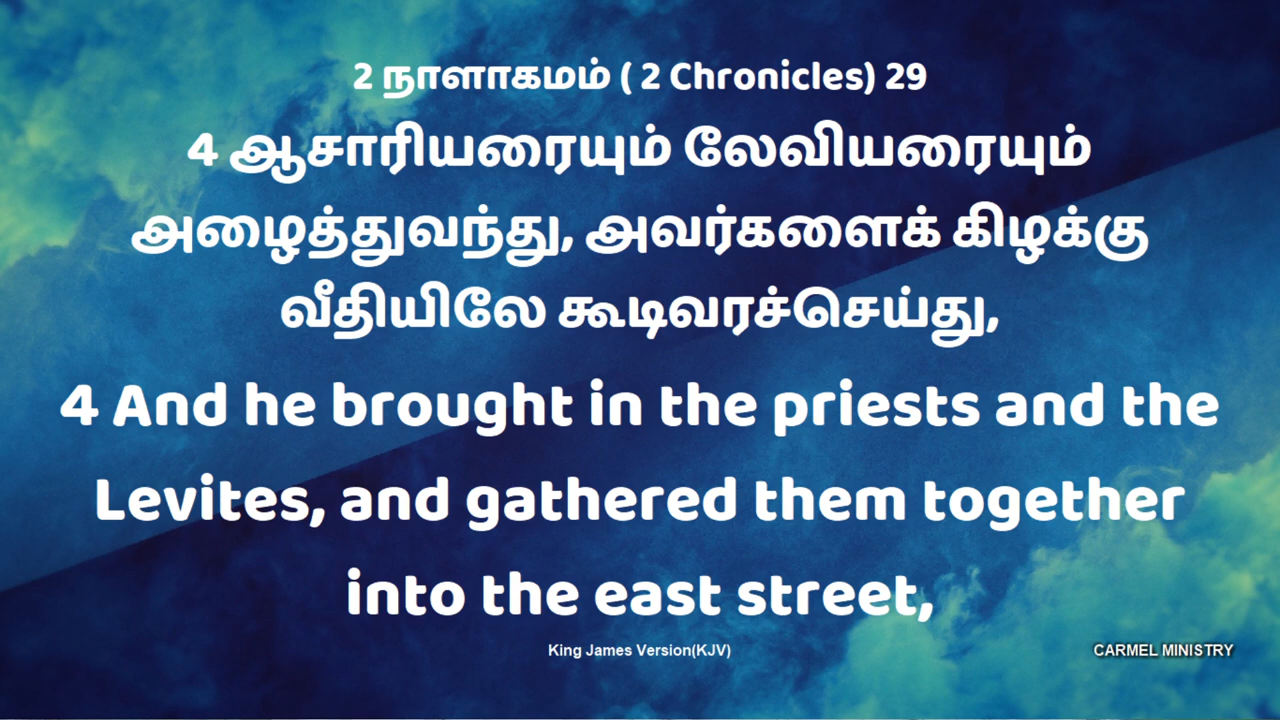 2 நாளாகமம் ( 2 Chronicles) 29
4 ஆசாரியரையும் லேவியரையும்
அழைத்துவந்து, அவர்களைக் கிழக்கு
வீதியிலே கூடிவரச்செய்து,
4 And he brought in the priests and the
Levites, and gathered them together
into the east street,
King James Version(KJV)
CARMEL MINISTRY